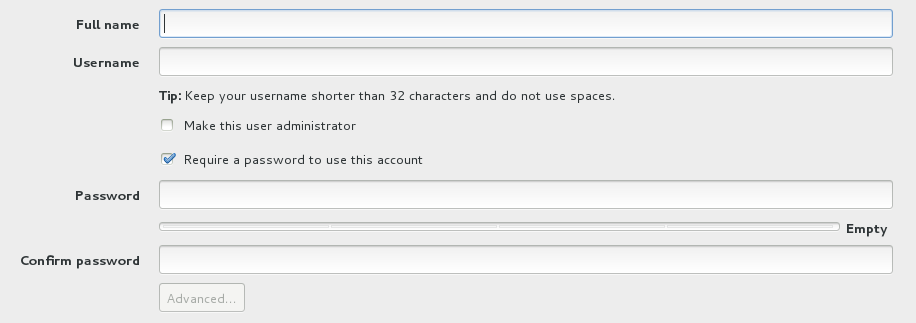 Full name
Username
Tip: Keep your username shorter than 32 characters and do not use spaces.
Make this user administrator
Require a password to use this account
Password
Empty
Confirm password
Advanced...